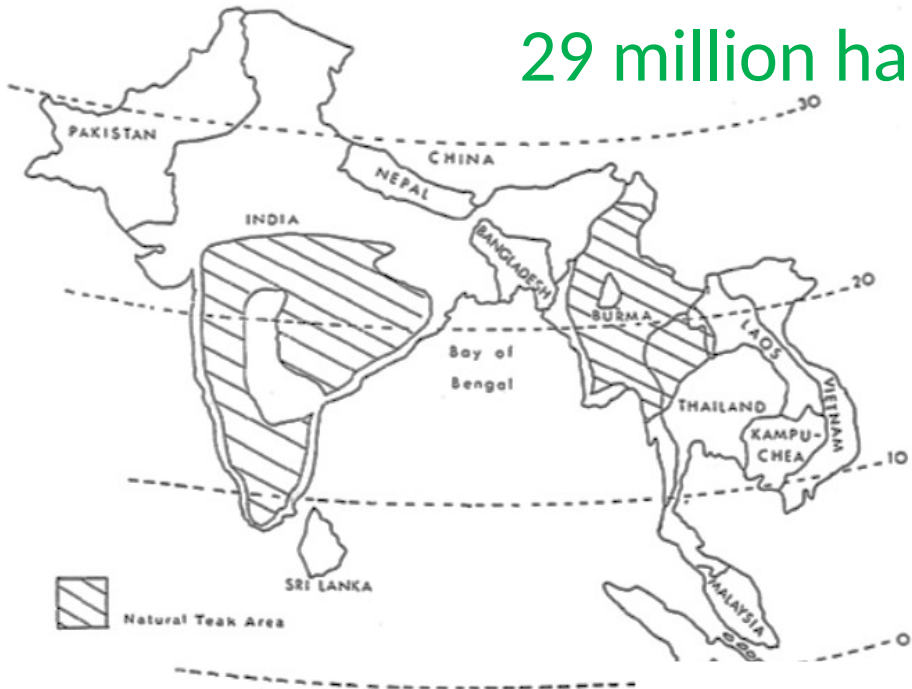 29 million ha
30
PAKISTAN
CHINA
NEPAL
INDIA
BANGLADESH
20
BURMA
LAOS
Bay of
Bengal
VIETNAM
THAILAND
KAMPU-
CHEA
10
SRI LANKA
MALAYSIA
Natural Teak Area
0